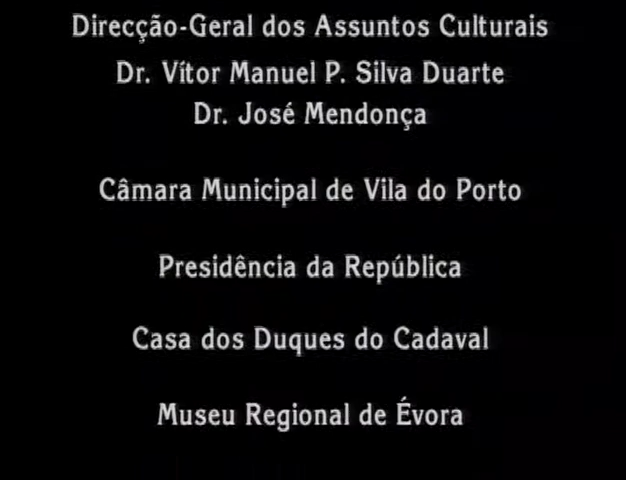 Direcção-Geral dos Assuntos Culturais
Dr. Vítor Manuel P. Silva Duarte
Dr. José Mendonça
Câmara Municipal de Vila do Porto
Presidência da República
Casa dos Duques do Cadaval
Museu Regional de Évora